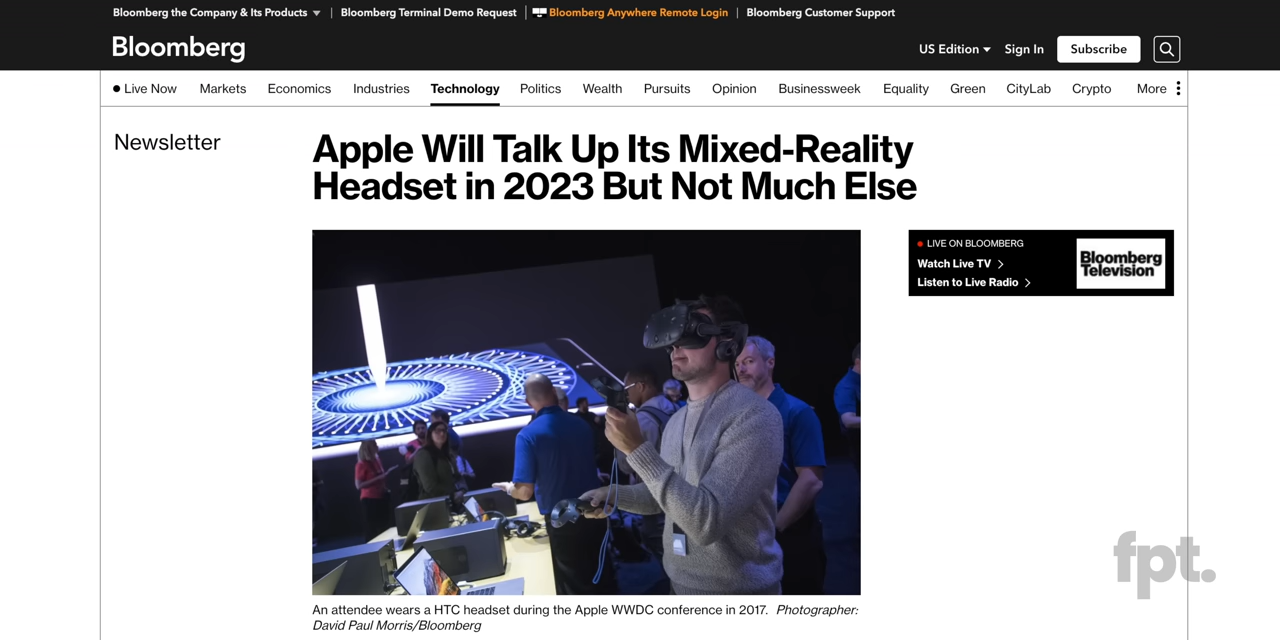 Bloomberg the Company & Its Products
Bloomberg Terminal Demo Request
Bloomberg Anywhere Remote Login
Bloomberg Customer Support
Bloomberg
US Edition
Sign In
Subscribe
Live Now
Markets
Economics
Industries
Technology
Politics
Wealth
Pursuits
Opinion
Businessweek
Equality
Green
CityLab
Crypto
More
Newsletter
Apple Will Talk Up Its Mixed-Reality
Headset in 2023 But Not Much Else
LIVE ON BLOOMBERG
Watch Live TV
Listen to Live Radio
Bloomberg
Television
An attendee wears a HTC headset during the Apple WWDC conference in 2017. Photographer:
David Paul Morris/Bloomberg
fpt.